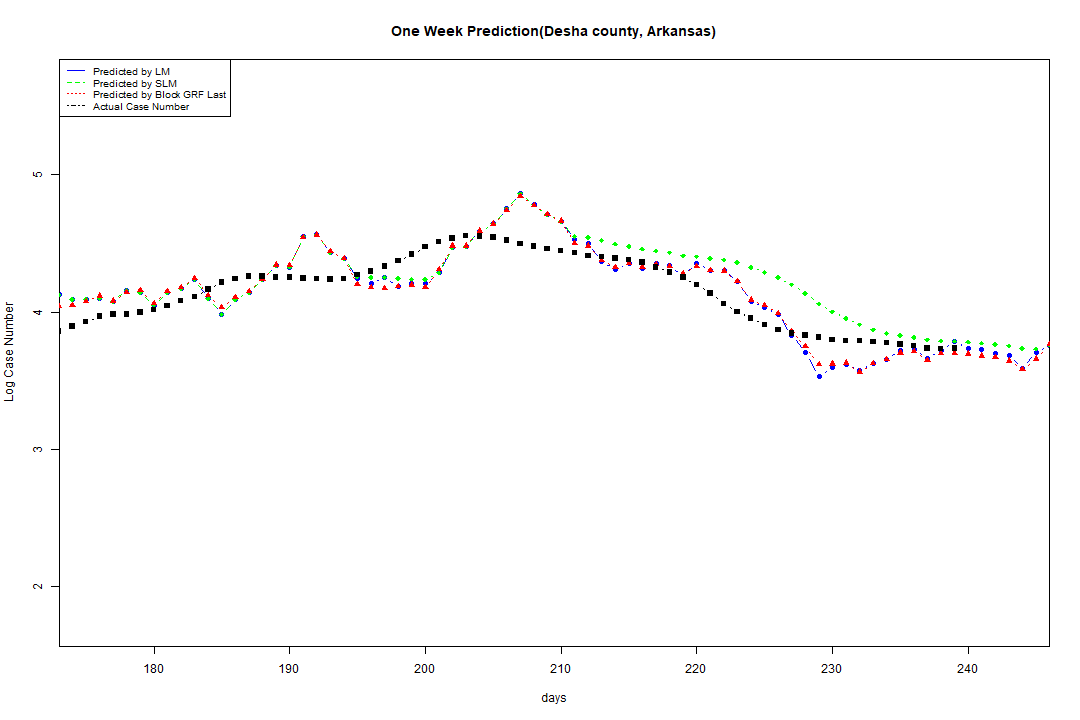 One Week Prediction(Desha county, Arkansas)
Predicted by LM
Predicted by SLM
Predicted by Block GRF Last
Actual Case Number
5
4
3
2
Log Case Number
180 190 200 210 220 230 240
days